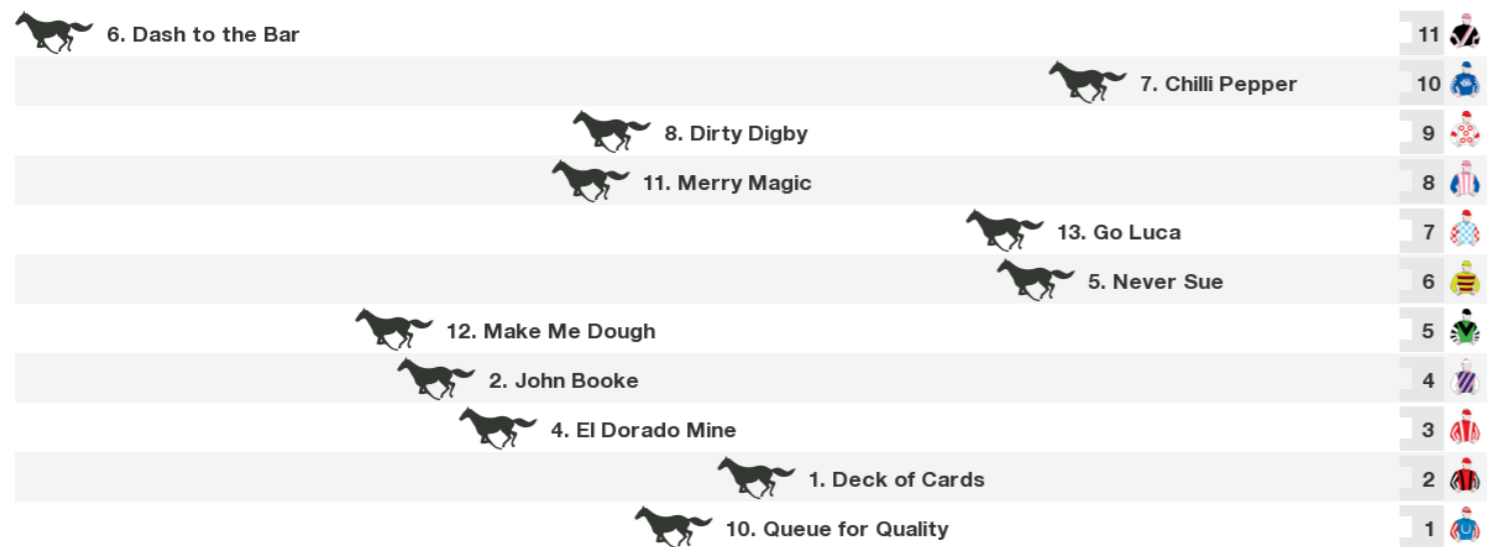 6. Dash to the Bar 11
7. Chilli Pepper 10
8. Dirty Digby 9
11. Merry Magic 8
13. Go Luca 7
5. Never Sue 6
12. Make Me Dough 5
2. John Booke 4
4. El Dorado Mine 3
1. Deck of Cards 2
10. Queue for Quality 1